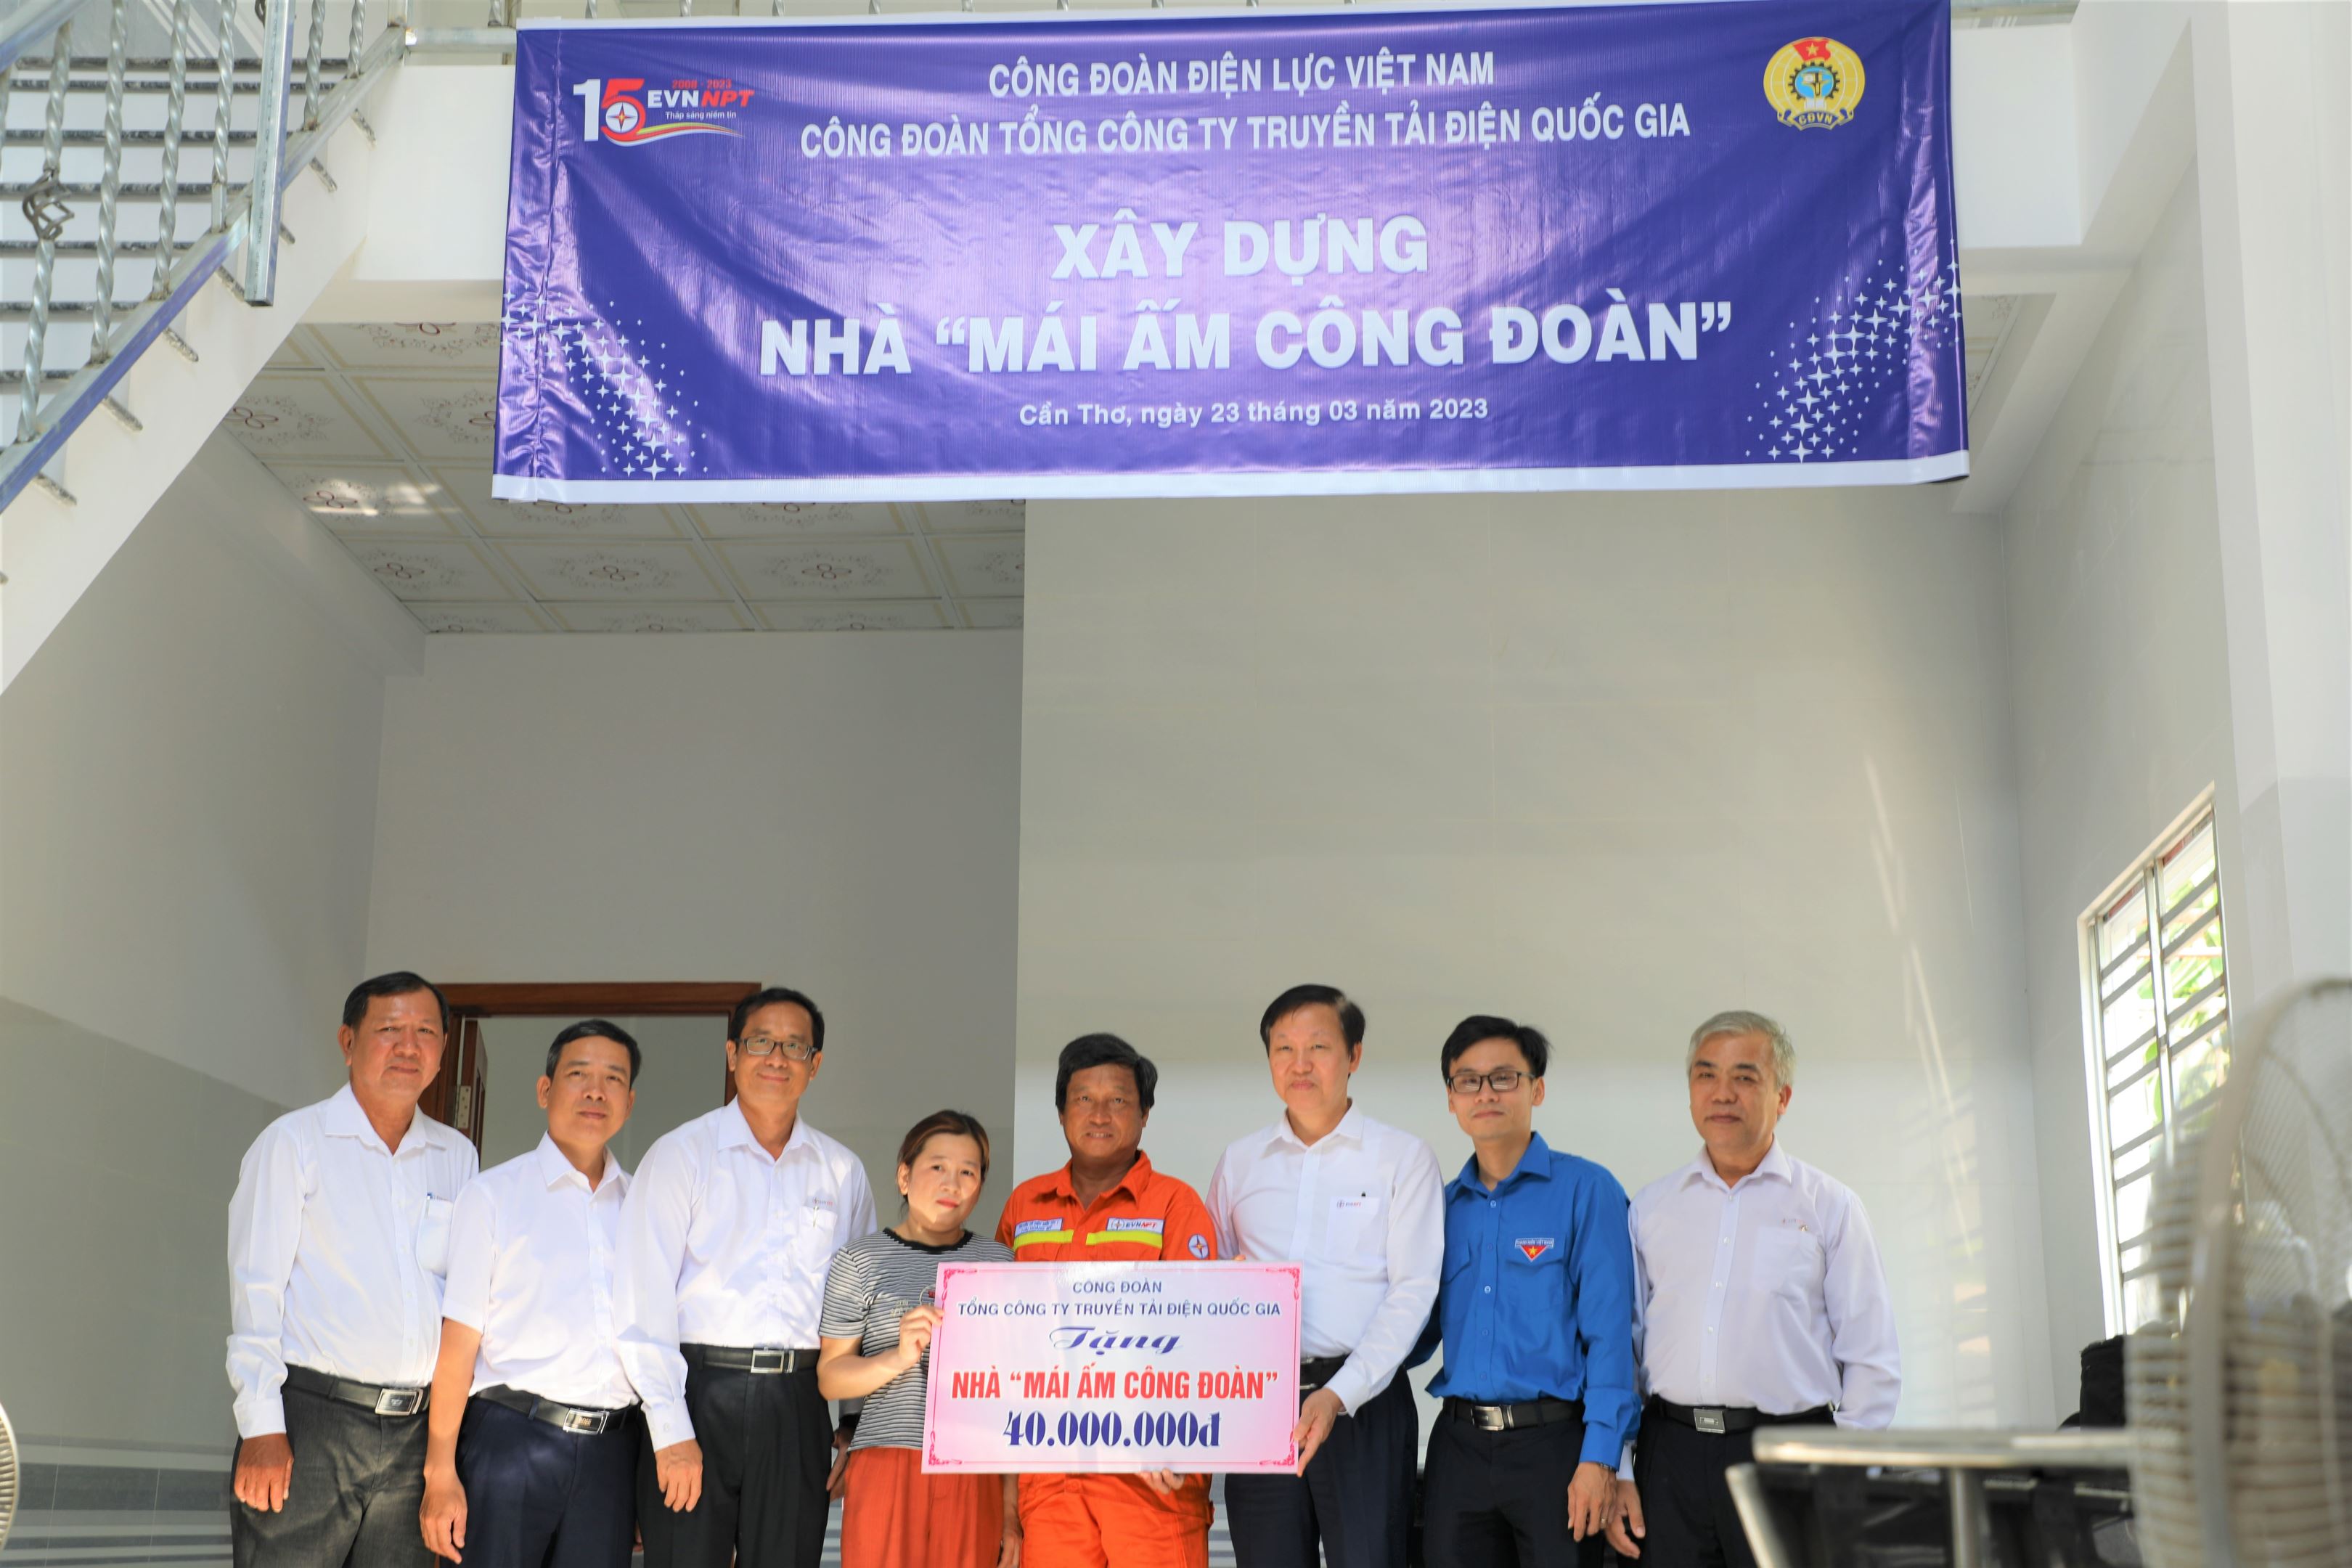 CÔNG ĐOÀN ĐIỆN LỰC VIỆT NAM
CÔNG ĐOÀN TỔNG CÔNG TY TRUYỀN TẢI ĐIỆN QUỐC GIA
15
2008 - 2023
EVNNPT
Thắp sáng niềm tin
CĐVN
XÂY DỰNG
NHÀ “MÁI ẤM CÔNG ĐOÀN”
Cần Thơ, ngày 23 tháng 03 năm 2023
EVNNPT
CÔNG ĐOÀN
TỔNG CÔNG TY TRUYỀN TẢI ĐIỆN QUỐC GIA
Tặng
NHÀ “MÁI ẤM CÔNG ĐOÀN”
40.000.000đ